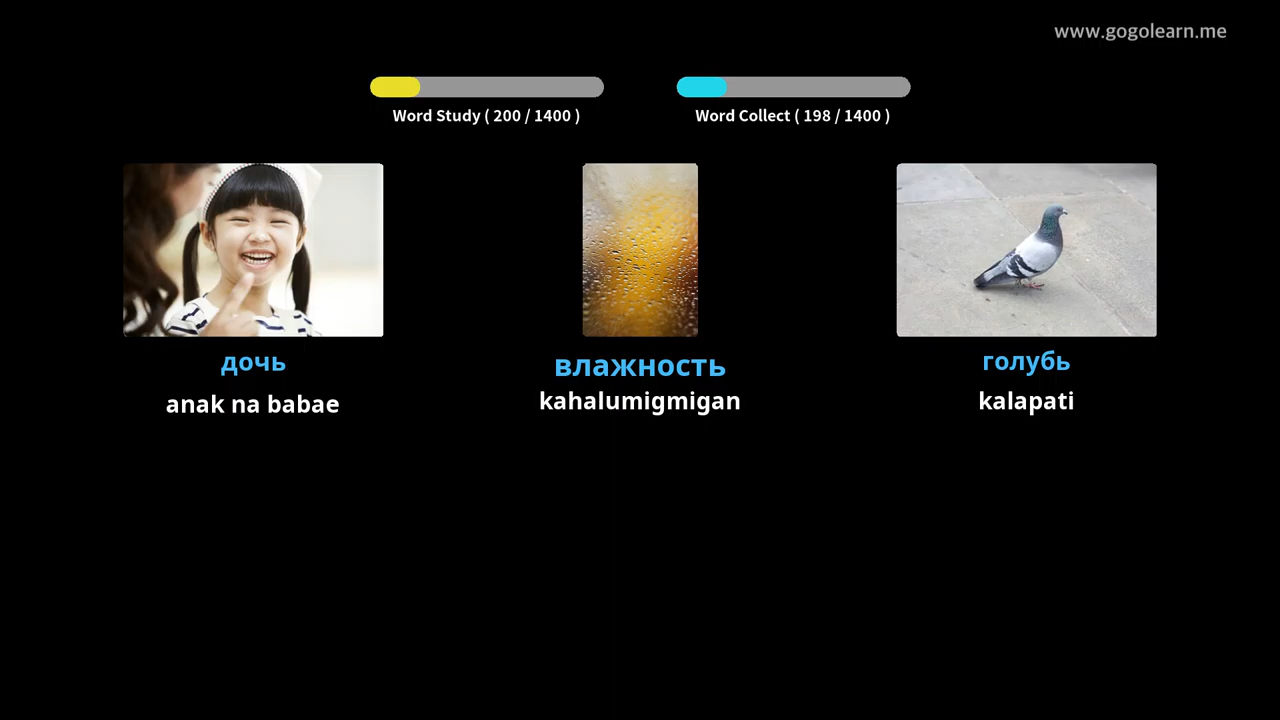 www.gogolearn.me
Word Study ( 200 / 1400 )
Word Collect ( 198 / 1400 )
дочь
anak na babae
влажность
kahalumigmigan
голубь
kalapati